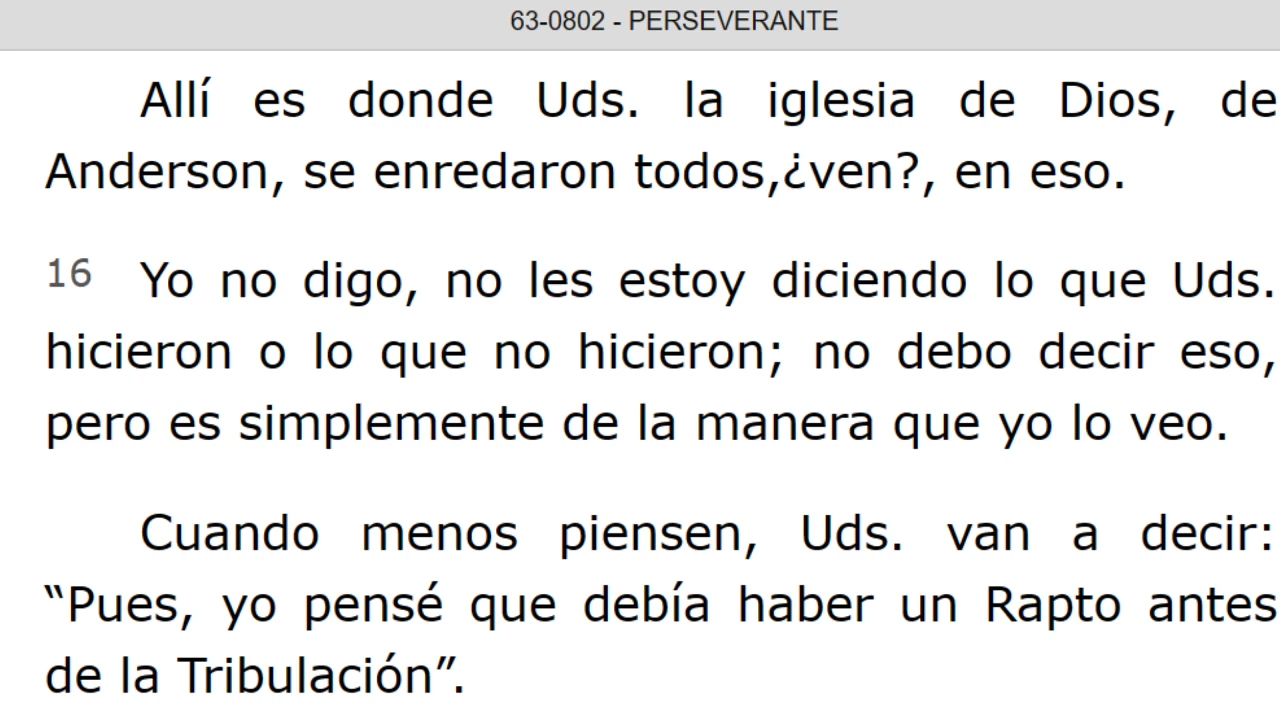 63-0802 - PERSEVERANTE
Allí es donde Uds. la iglesia de Dios, de
Anderson, se enredaron todos,¿ven?, en eso.
16 Yo no digo, no les estoy diciendo lo que Uds.
hicieron o lo que no hicieron; no debo decir eso,
pero es simplemente de la manera que yo lo veo.
Cuando menos piensen, Uds. van a decir:
“Pues, yo pensé que debía haber un Rapto antes
de la Tribulación”.